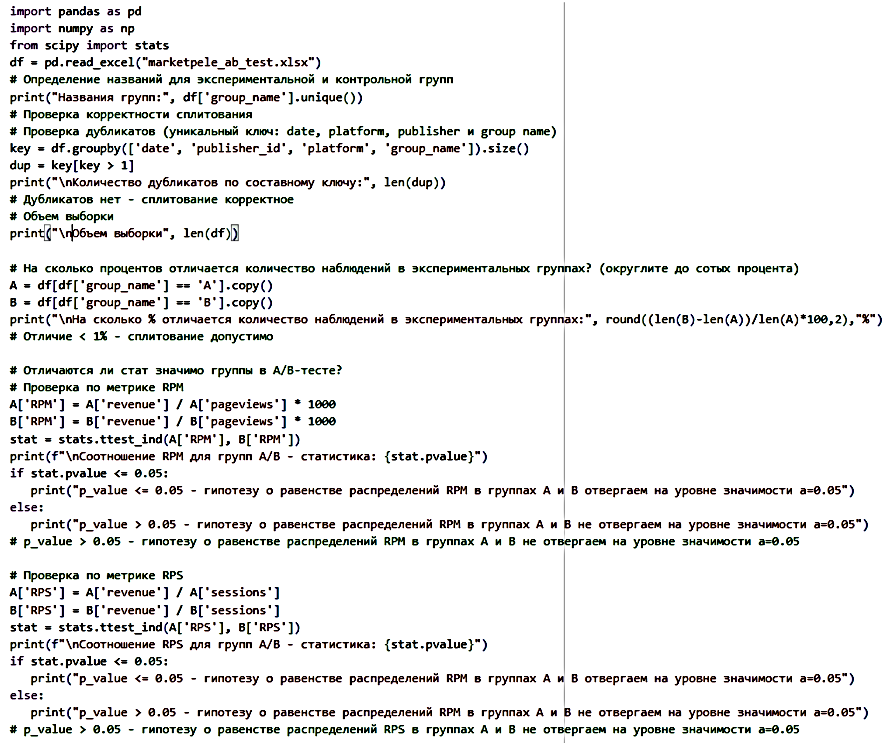 import pandas as pd
import numpy as np
from scipy import stats
df = pd.read_excel("marketpele_ab_test.xlsx")
# Определение названий для экспериментальной и контрольной групп
print("Названия групп:", df['group_name'].unique())
# Проверка корректности сплитования
# Проверка дубликатов (уникальный ключ: date, platform, publisher и group name)
key = df.groupby(['date', 'publisher_id', 'platform', 'group_name']).size()
dup = key[key > 1]
print("\nКоличество дубликатов по составному ключу:", len(dup))
# Дубликатов нет - сплитование корректное
# Объем выборки
print("\nОбъем выборки", len(df))

# На сколько процентов отличается количество наблюдений в экспериментальных группах? (округлите до сотых процента)
A = df[df['group_name'] == 'A'].copy()
B = df[df['group_name'] == 'B'].copy()
print("\nНа сколько % отличается количество наблюдений в экспериментальных группах:", round((len(B)-len(A))/len(A)*100,2),"%")
# Отличие < 1% - сплитование допустимо

# Отличаются ли стат значимо группы в А/В-тесте?
# Проверка по метрике RPM
A['RPM'] = A['revenue'] / A['pageviews'] * 1000
B['RPM'] = B['revenue'] / B['pageviews'] * 1000
stat = stats.ttest_ind(A['RPM'], B['RPM'])
print(f"\nСоотношение RPM для групп А/В - статистика: {stat.pvalue}")
if stat.pvalue <= 0.05:
   print("p_value <= 0.05 - гипотезу о равенстве распределений RPM в группах А и В отвергаем на уровне значимости a=0.05")
else:
   print("p_value > 0.05 - гипотезу о равенстве распределений RPM в группах А и В не отвергаем на уровне значимости a=0.05")
# p_value > 0.05 - гипотезу о равенстве распределений RPM в группах А и В не отвергаем на уровне значимости a=0.05

# Проверка по метрике RPS
A['RPS'] = A['revenue'] / A['sessions']
B['RPS'] = B['revenue'] / B['sessions']
stat = stats.ttest_ind(A['RPS'], B['RPS'])
print(f"\nСоотношение RPS для групп А/В - статистика: {stat.pvalue}")
if stat.pvalue <= 0.05:
   print("p_value <= 0.05 - гипотезу о равенстве распределений RPM в группах А и В отвергаем на уровне значимости a=0.05")
else:
   print("p_value > 0.05 - гипотезу о равенстве распределений RPM в группах А и В не отвергаем на уровне значимости a=0.05")
# p_value > 0.05 - гипотезу о равенстве распределений RPS в группах А и В не отвергаем на уровне значимости a=0.05